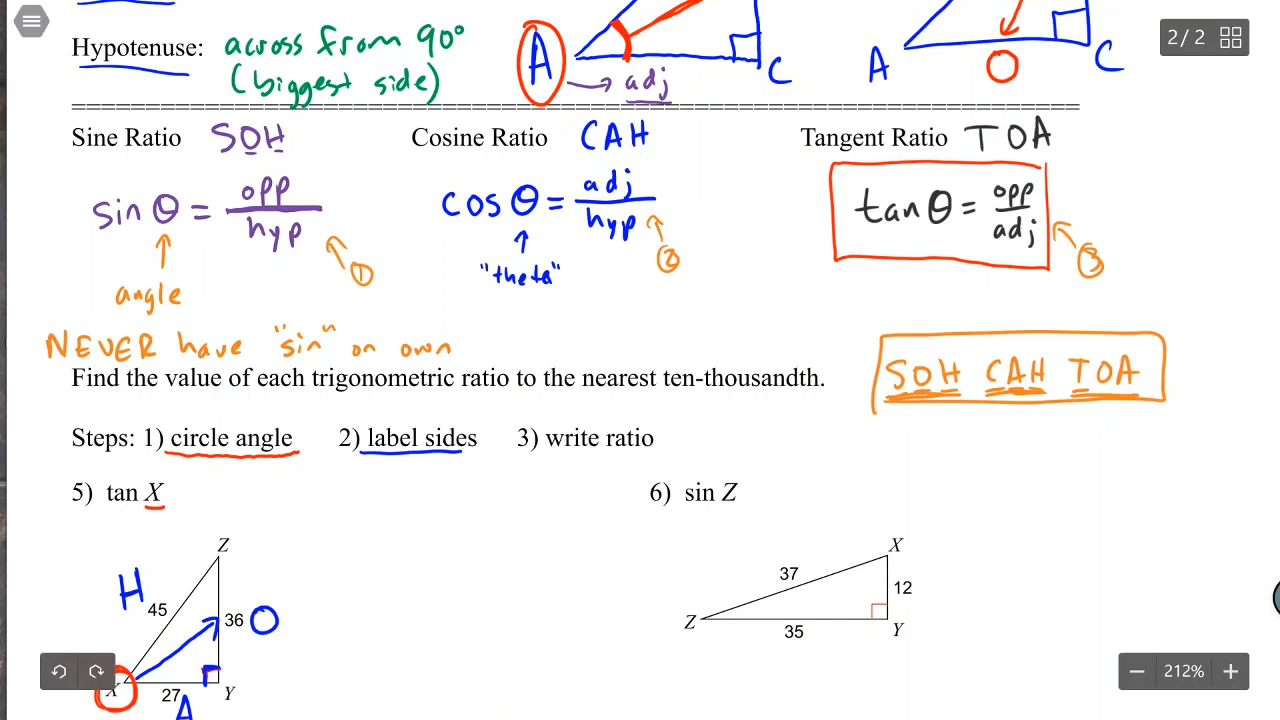 2 / 2
Hypotenuse: across from 90°
(biggest side)
A
→ adj
C
A
O
C
Sine Ratio SOH
Cosine Ratio CAH
Tangent Ratio TOA
sin θ = opp/hyp
cos θ = adj/hyp
tan θ = opp/adj
angle
1
"theta"
2
3
NEVER have "sin" on own
Find the value of each trigonometric ratio to the nearest ten-thousandth.
SOH CAH TOA
Steps: 1) circle angle 2) label sides 3) write ratio
5) tan X
6) sin Z
Z
H
45
36 O
X
27
A
Y
X
37
12
Z
35
Y
212%